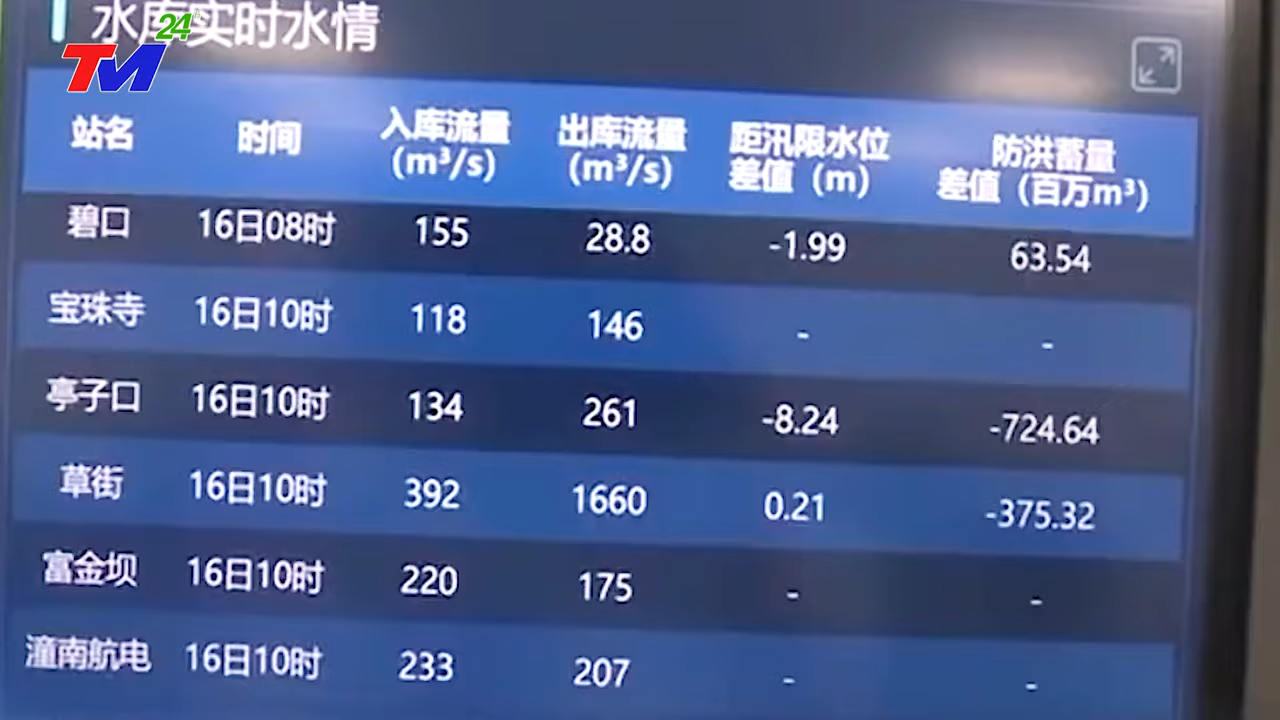 水库实时水情
TM 24h
站名 时间 入库流量 (m³/s) 出库流量 (m³/s) 距汛限水位 差值 (m) 防洪蓄量 差值 (百万m³)
碧口 16日08时 155 28.8 -1.99 63.54
宝珠寺 16日10时 118 146 - -
亭子口 16日10时 134 261 -8.24 -724.64
草街 16日10时 392 1660 0.21 -375.32
富金坝 16日10时 220 175 - -
潼南航电 16日10时 233 207 - -